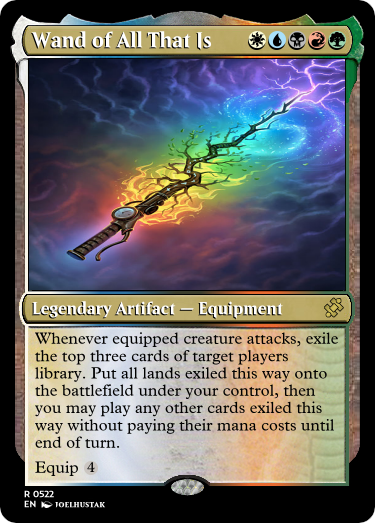 Wand of All That Is
Legendary Artifact — Equipment
Whenever equipped creature attacks, exile
the top three cards of target players
library. Put all lands exiled this way onto
the battlefield under your control, then
you may play any other cards exiled this
way without paying their mana costs until
end of turn.
Equip 4
R 0522
EN JOELHUSTAK